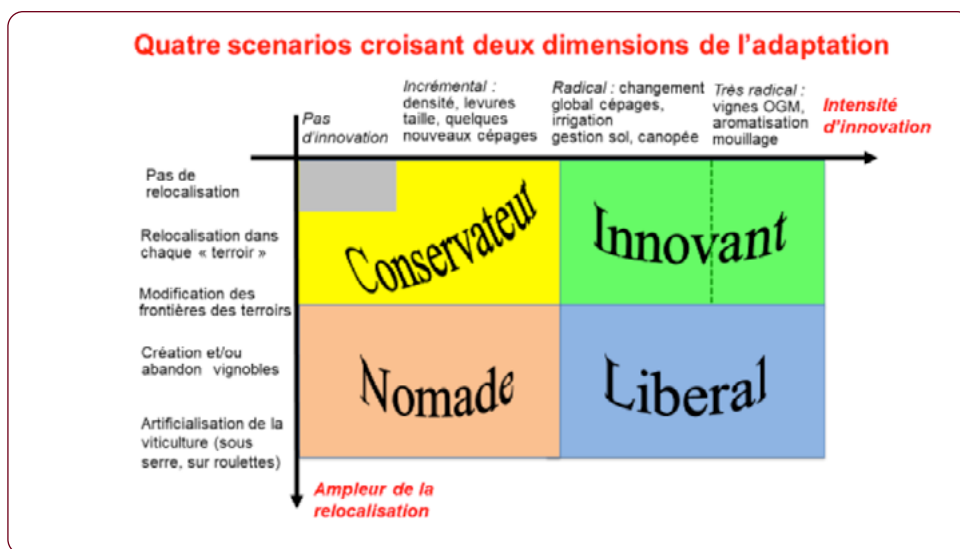 Quatre scenarios croisant deux dimensions de l'adaptation
Pas
d'innovation
Incrémental :
densité, levures
taille, quelques
nouveaux cépages
Radical : changement
global cépages,
irrigation
gestion sol, canopée
Très radical :
vignes OGM,
aromatisation
mouillage
Intensité
d'innovation
Pas de
relocalisation
Relocalisation dans
chaque « terroir »
Modification des
frontières des terroirs
Création et/ou
abandon vignobles
Artificialisation de la
viticulture (sous
serre, sur roulettes)
Conservateur
Innovant
Nomade
Liberal
Ampleur de la
relocalisation